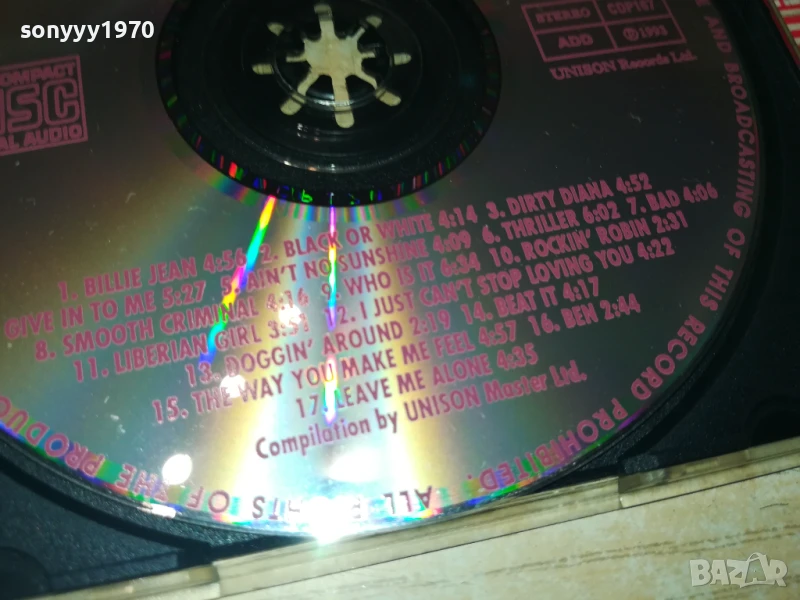 sonyyy1970
COMPACT
DISC
AL AUDIO
STEREO CDP187
ADD ℗1993
UNISON Records Ltd.
1. BILLIE JEAN 4:56 2. BLACK OR WHITE 4:14 3. DIRTY DIANA 4:52
GIVE IN TO ME 5:27 5. AIN'T NO SUNSHINE 4:09 6. THRILLER 6:02 7. BAD 4:06
8. SMOOTH CRIMINAL 4:16 9. WHO IS IT 6:34 10. ROCKIN' ROBIN 2:31
11. LIBERIAN GIRL 3:51 12. I JUST CAN'T STOP LOVING YOU 4:22
13. DOGGIN' AROUND 2:19 14. BEAT IT 4:17
15. THE WAY YOU MAKE ME FEEL 4:57 16. BEN 2:44
17. LEAVE ME ALONE 4:35
Compilation by UNISON Master Ltd.
ALL RIGHTS OF THE PRODUC
AND BROADCASTING OF THIS RECORD PROHIBITED.
BAZAR